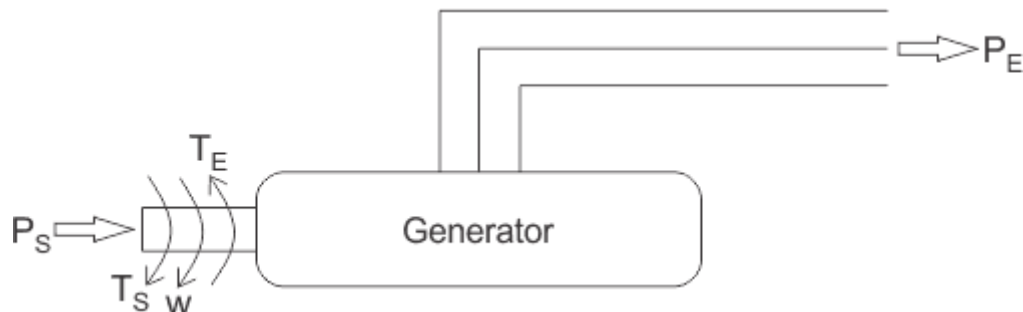 P_E
T_E
P_S
Generator
T_S
w